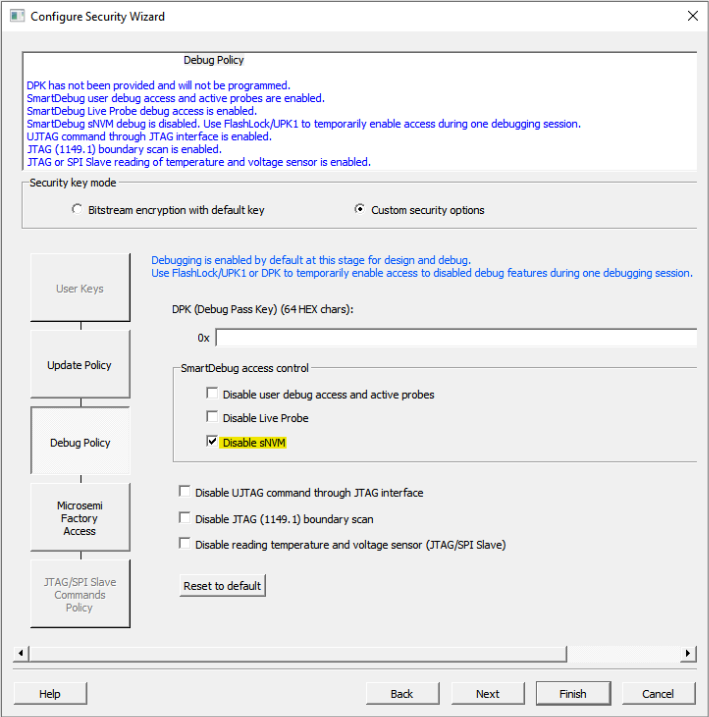 Configure Security Wizard
Debug Policy
DPK has not been provided and will not be programmed.
SmartDebug user debug access and active probes are enabled.
SmartDebug Live Probe debug access is enabled.
SmartDebug sNVM debug is disabled. Use FlashLock/UPK1 to temporarily enable access during one debugging session.
UJTAG command through JTAG interface is enabled.
JTAG (1149.1) boundary scan is enabled.
JTAG or SPI Slave reading of temperature and voltage sensor is enabled.
Security key mode
Bitstream encryption with default key
Custom security options
User Keys
Update Policy
Debug Policy
Microsemi
Factory
Access
JTAG/SPI Slave
Commands
Policy
Debugging is enabled by default at this stage for design and debug.
Use FlashLock/UPK1 or DPK to temporarily enable access to disabled debug features during one debugging session.
DPK (Debug Pass Key) (64 HEX chars):
0x
SmartDebug access control
Disable user debug access and active probes
Disable Live Probe
Disable sNVM
Disable UJTAG command through JTAG interface
Disable JTAG (1149.1) boundary scan
Disable reading temperature and voltage sensor (JTAG/SPI Slave)
Reset to default
Help
Back
Next
Finish
Cancel